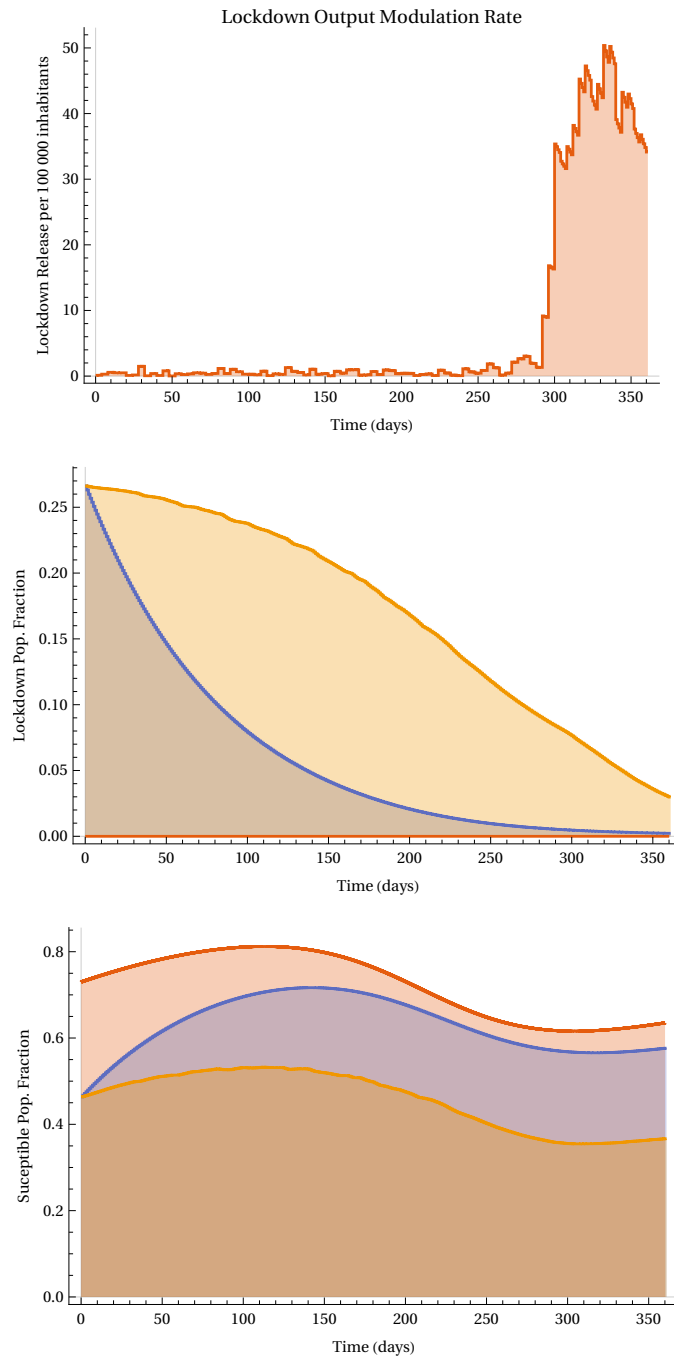 Lockdown Output Modulation Rate
Lockdown Release per 100 000 inhabitants
50
40
30
20
10
0
0 50 100 150 200 250 300 350
Time (days)
Lockdown Pop. Fraction
0.25
0.20
0.15
0.10
0.05
0.00
0 50 100 150 200 250 300 350
Time (days)
Suceptible Pop. Fraction
0.8
0.6
0.4
0.2
0.0
0 50 100 150 200 250 300 350
Time (days)